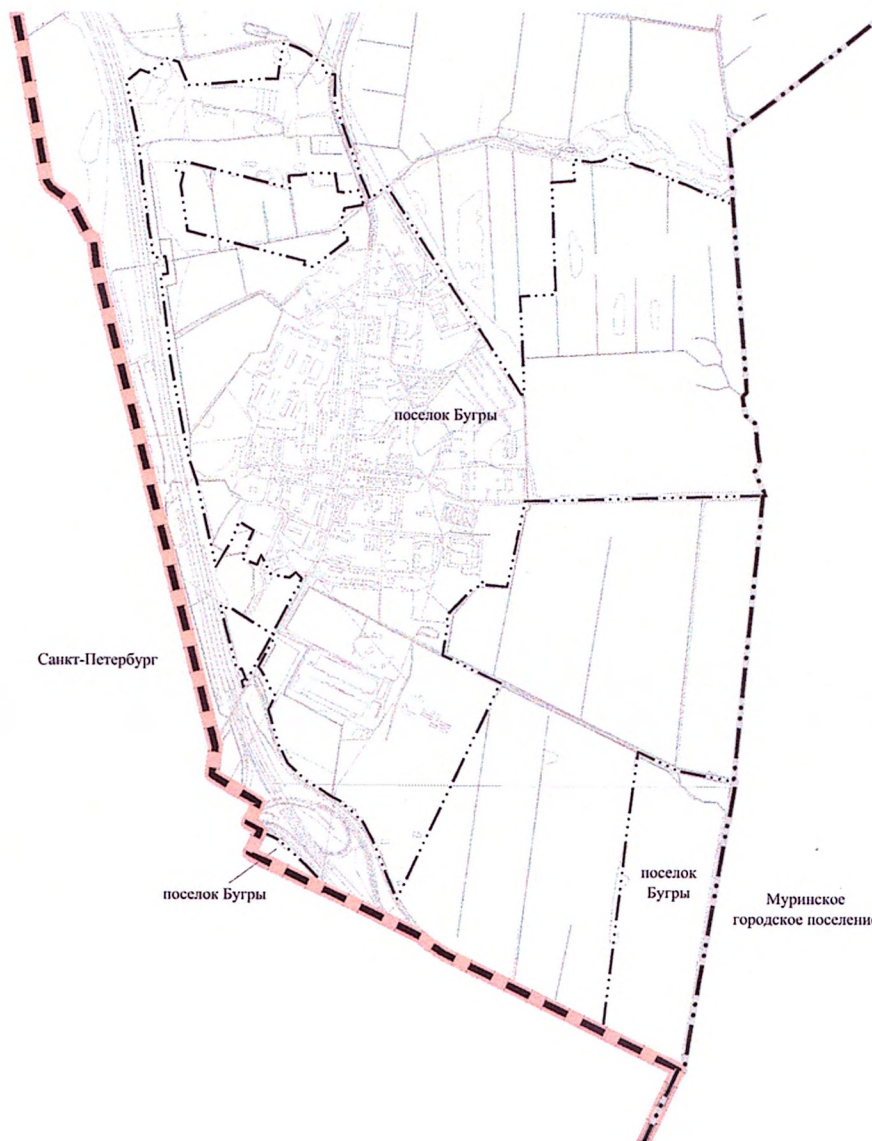 поселок Бугры
Санкт-Петербург
поселок Бугры
поселок
Бугры
Муринское
городское поселение